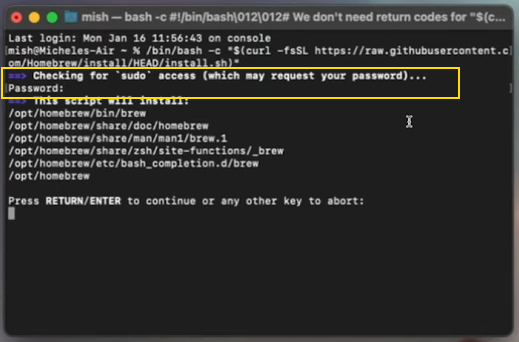 mish — bash -c #!/bin/bash\012\012# We don't need return codes for "$(c...
Last login: Mon Jan 16 11:56:43 on console
[mish@Micheles-Air ~ % /bin/bash -c "$(curl -fsSL https://raw.githubusercontent.c]
om/Homebrew/install/HEAD/install.sh)"
==> Checking for `sudo` access (which may request your password)...
[Password: ]
==> This script will install:
/opt/homebrew/bin/brew
/opt/homebrew/share/doc/homebrew
/opt/homebrew/share/man/man1/brew.1
/opt/homebrew/share/zsh/site-functions/_brew
/opt/homebrew/etc/bash_completion.d/brew
/opt/homebrew
Press RETURN/ENTER to continue or any other key to abort: